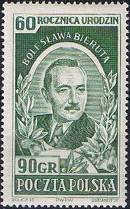 60 ROCZNICA URODZIN
BOLESŁAWA BIERUTA
90GR
POCZTA POLSKA